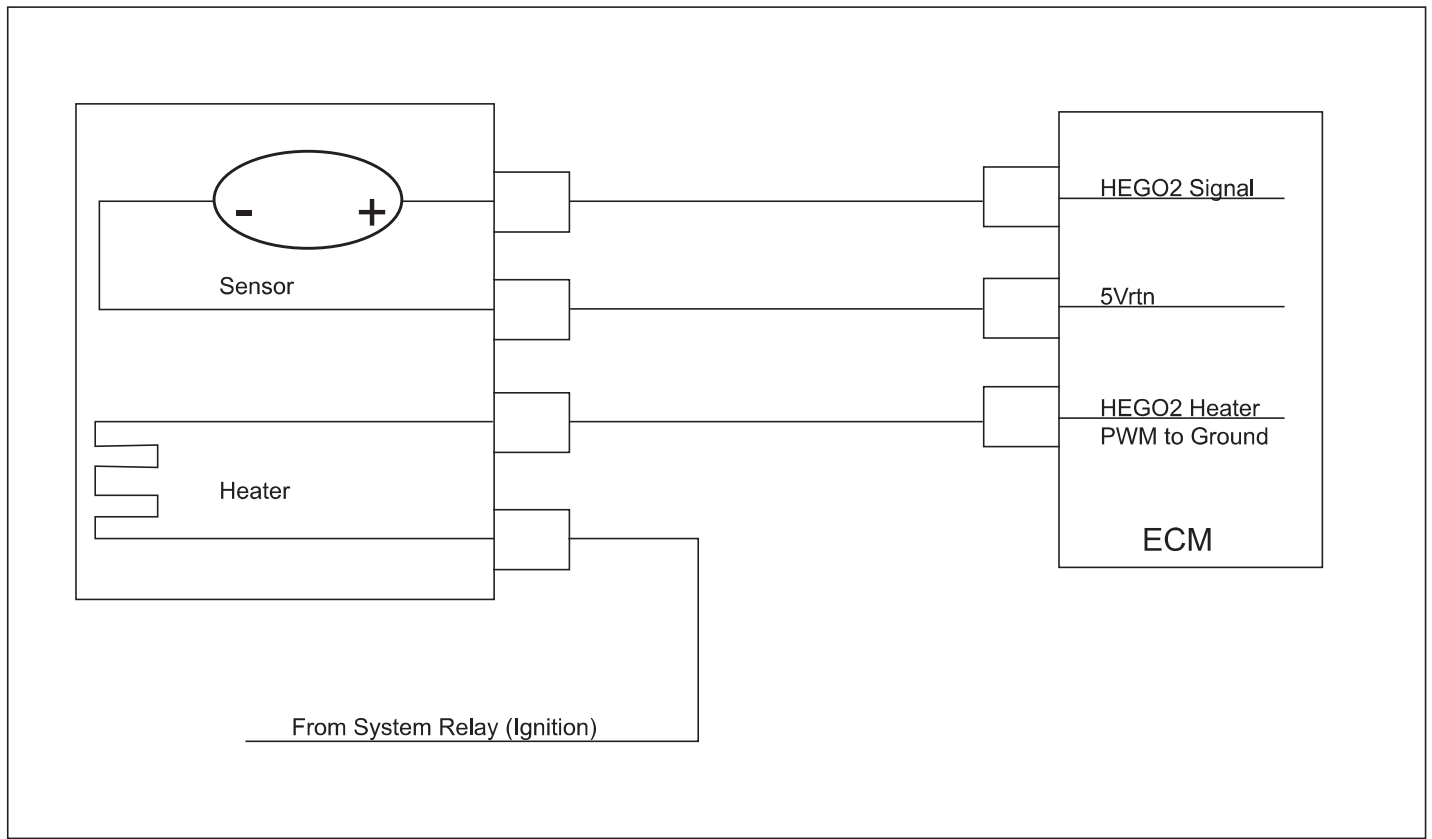 - +
Sensor
Heater
From System Relay (Ignition)
HEGO2 Signal
5Vrtn
HEGO2 Heater
PWM to Ground
ECM